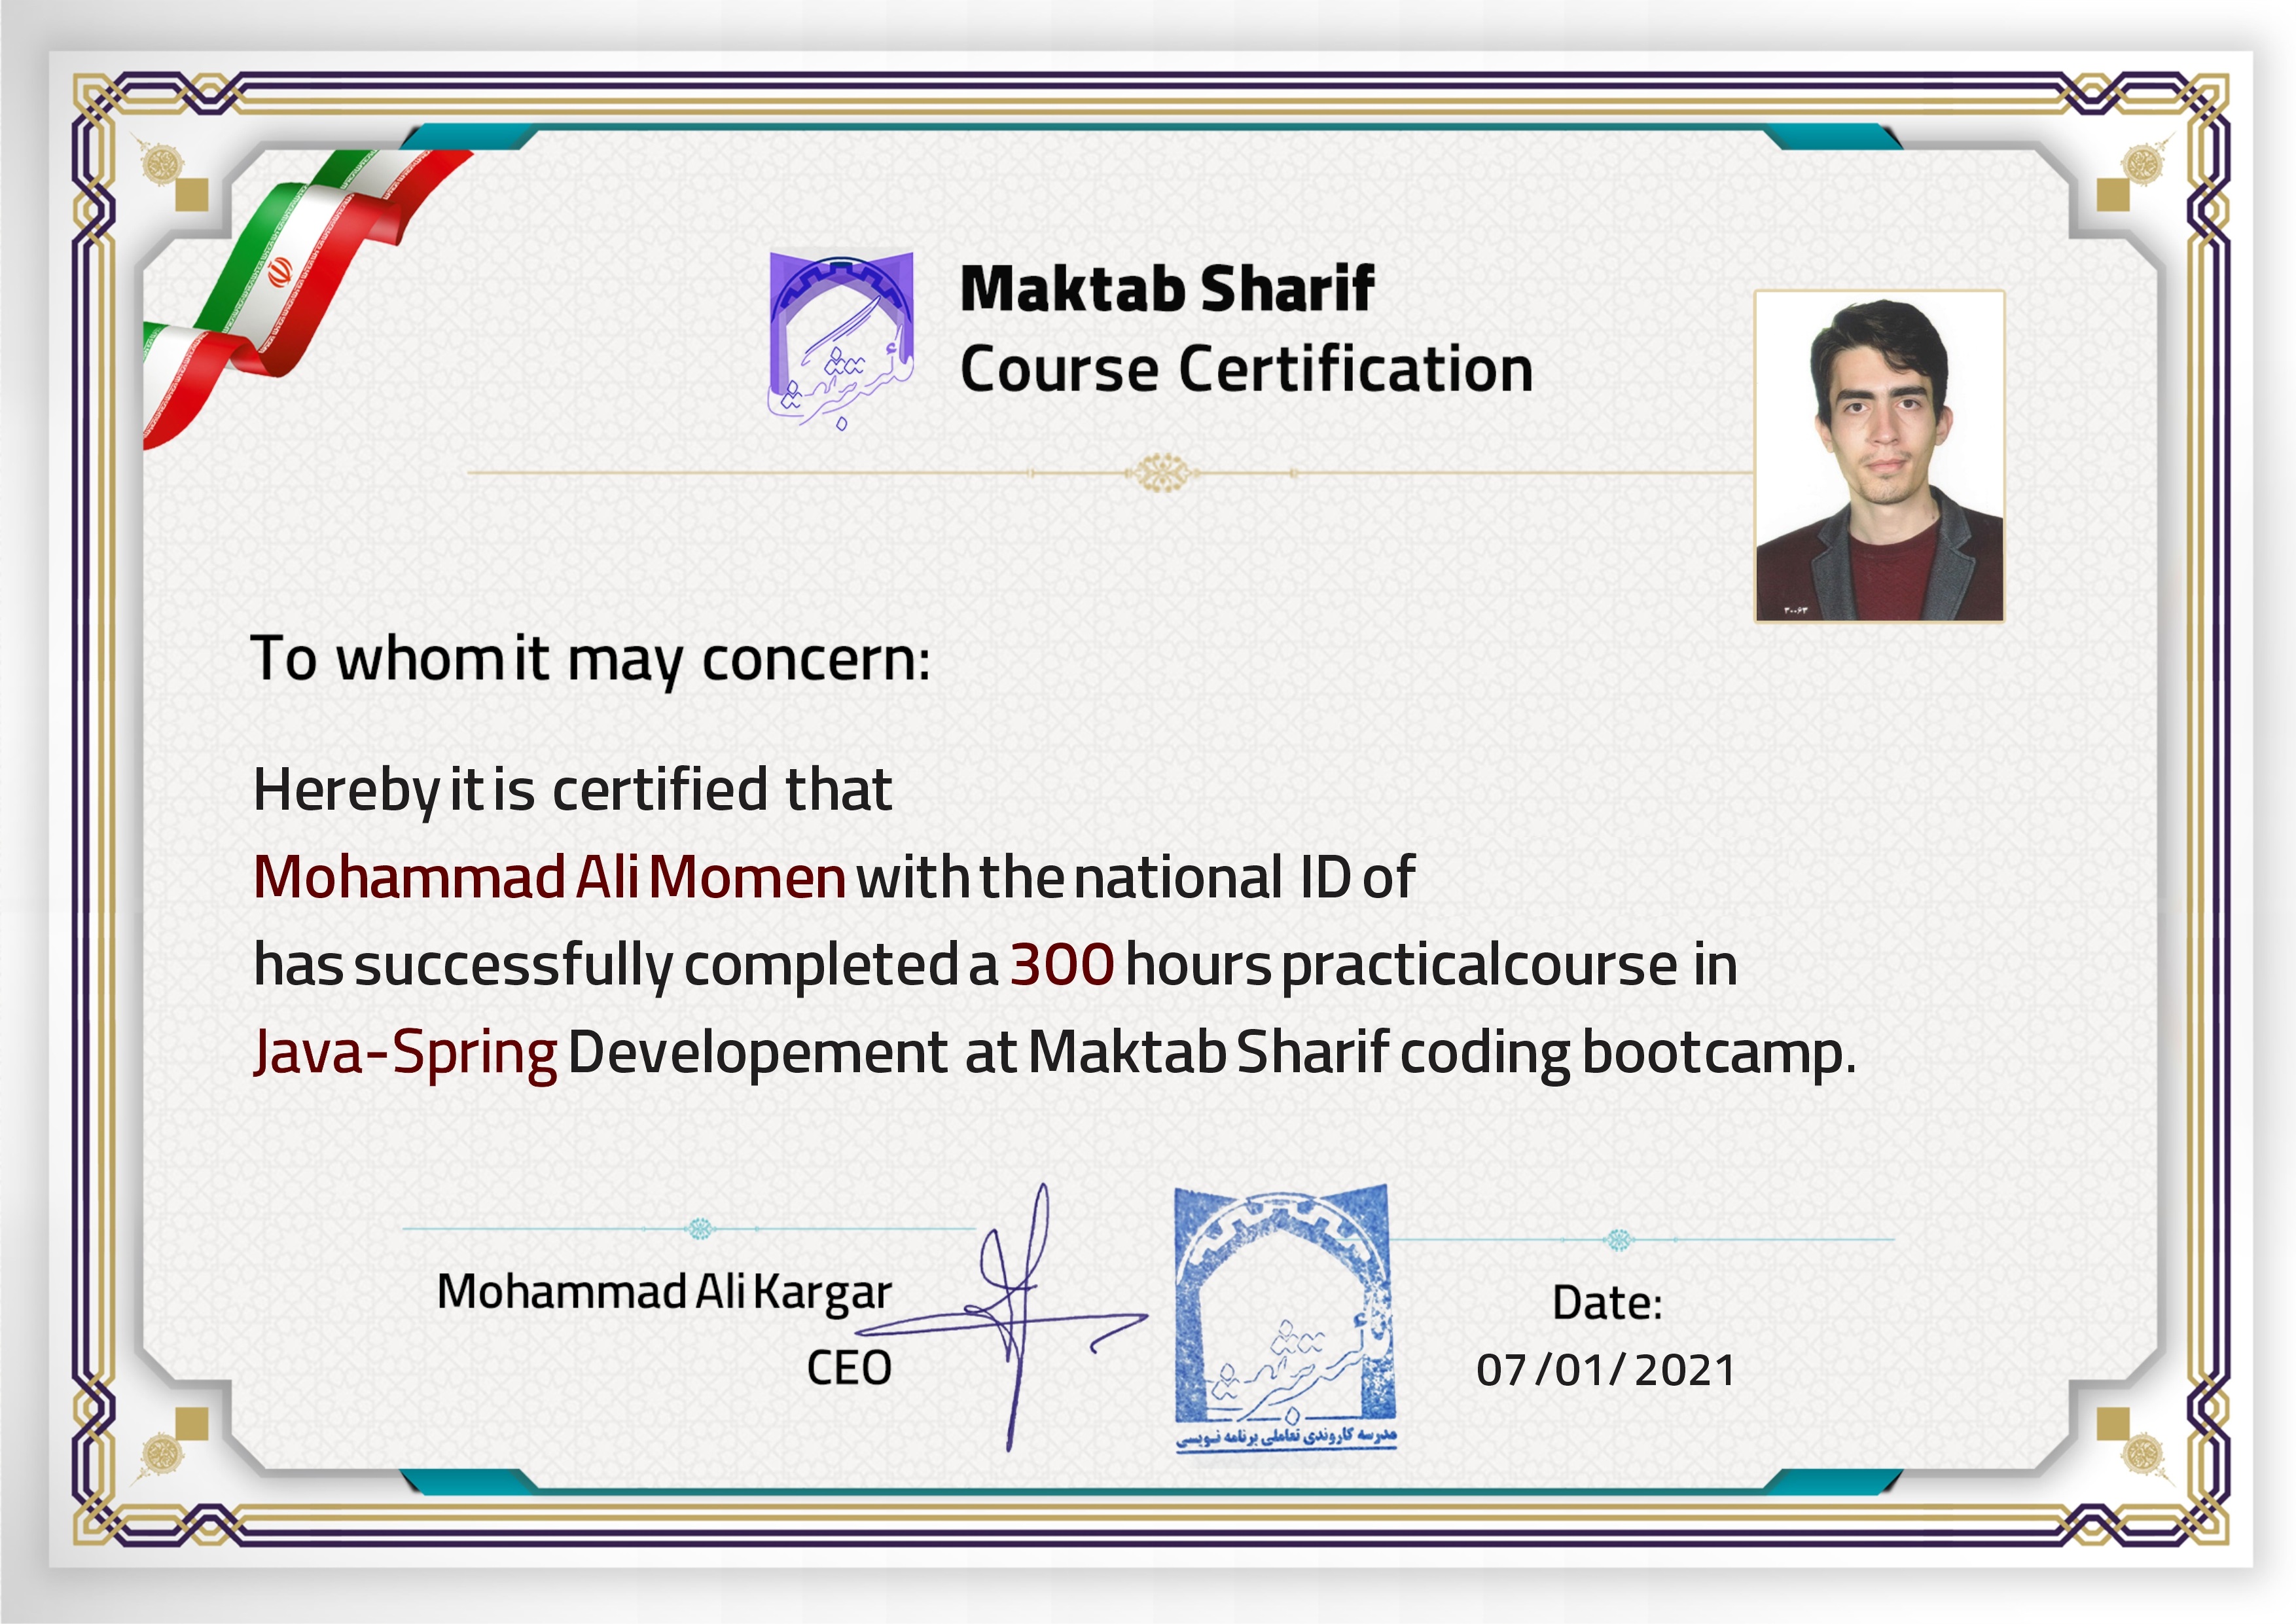 Maktab Sharif
Course Certification
۳۰۰۶۳
To whom it may concern:
Hereby it is certified that
Mohammad Ali Momen with the national ID of
has successfully completed a 300 hours practicalcourse in
Java-Spring Developement at Maktab Sharif coding bootcamp.
Mohammad Ali Kargar
CEO
مدرسه کاروندی تعاملی برنامه نویسی
Date:
07/01/2021